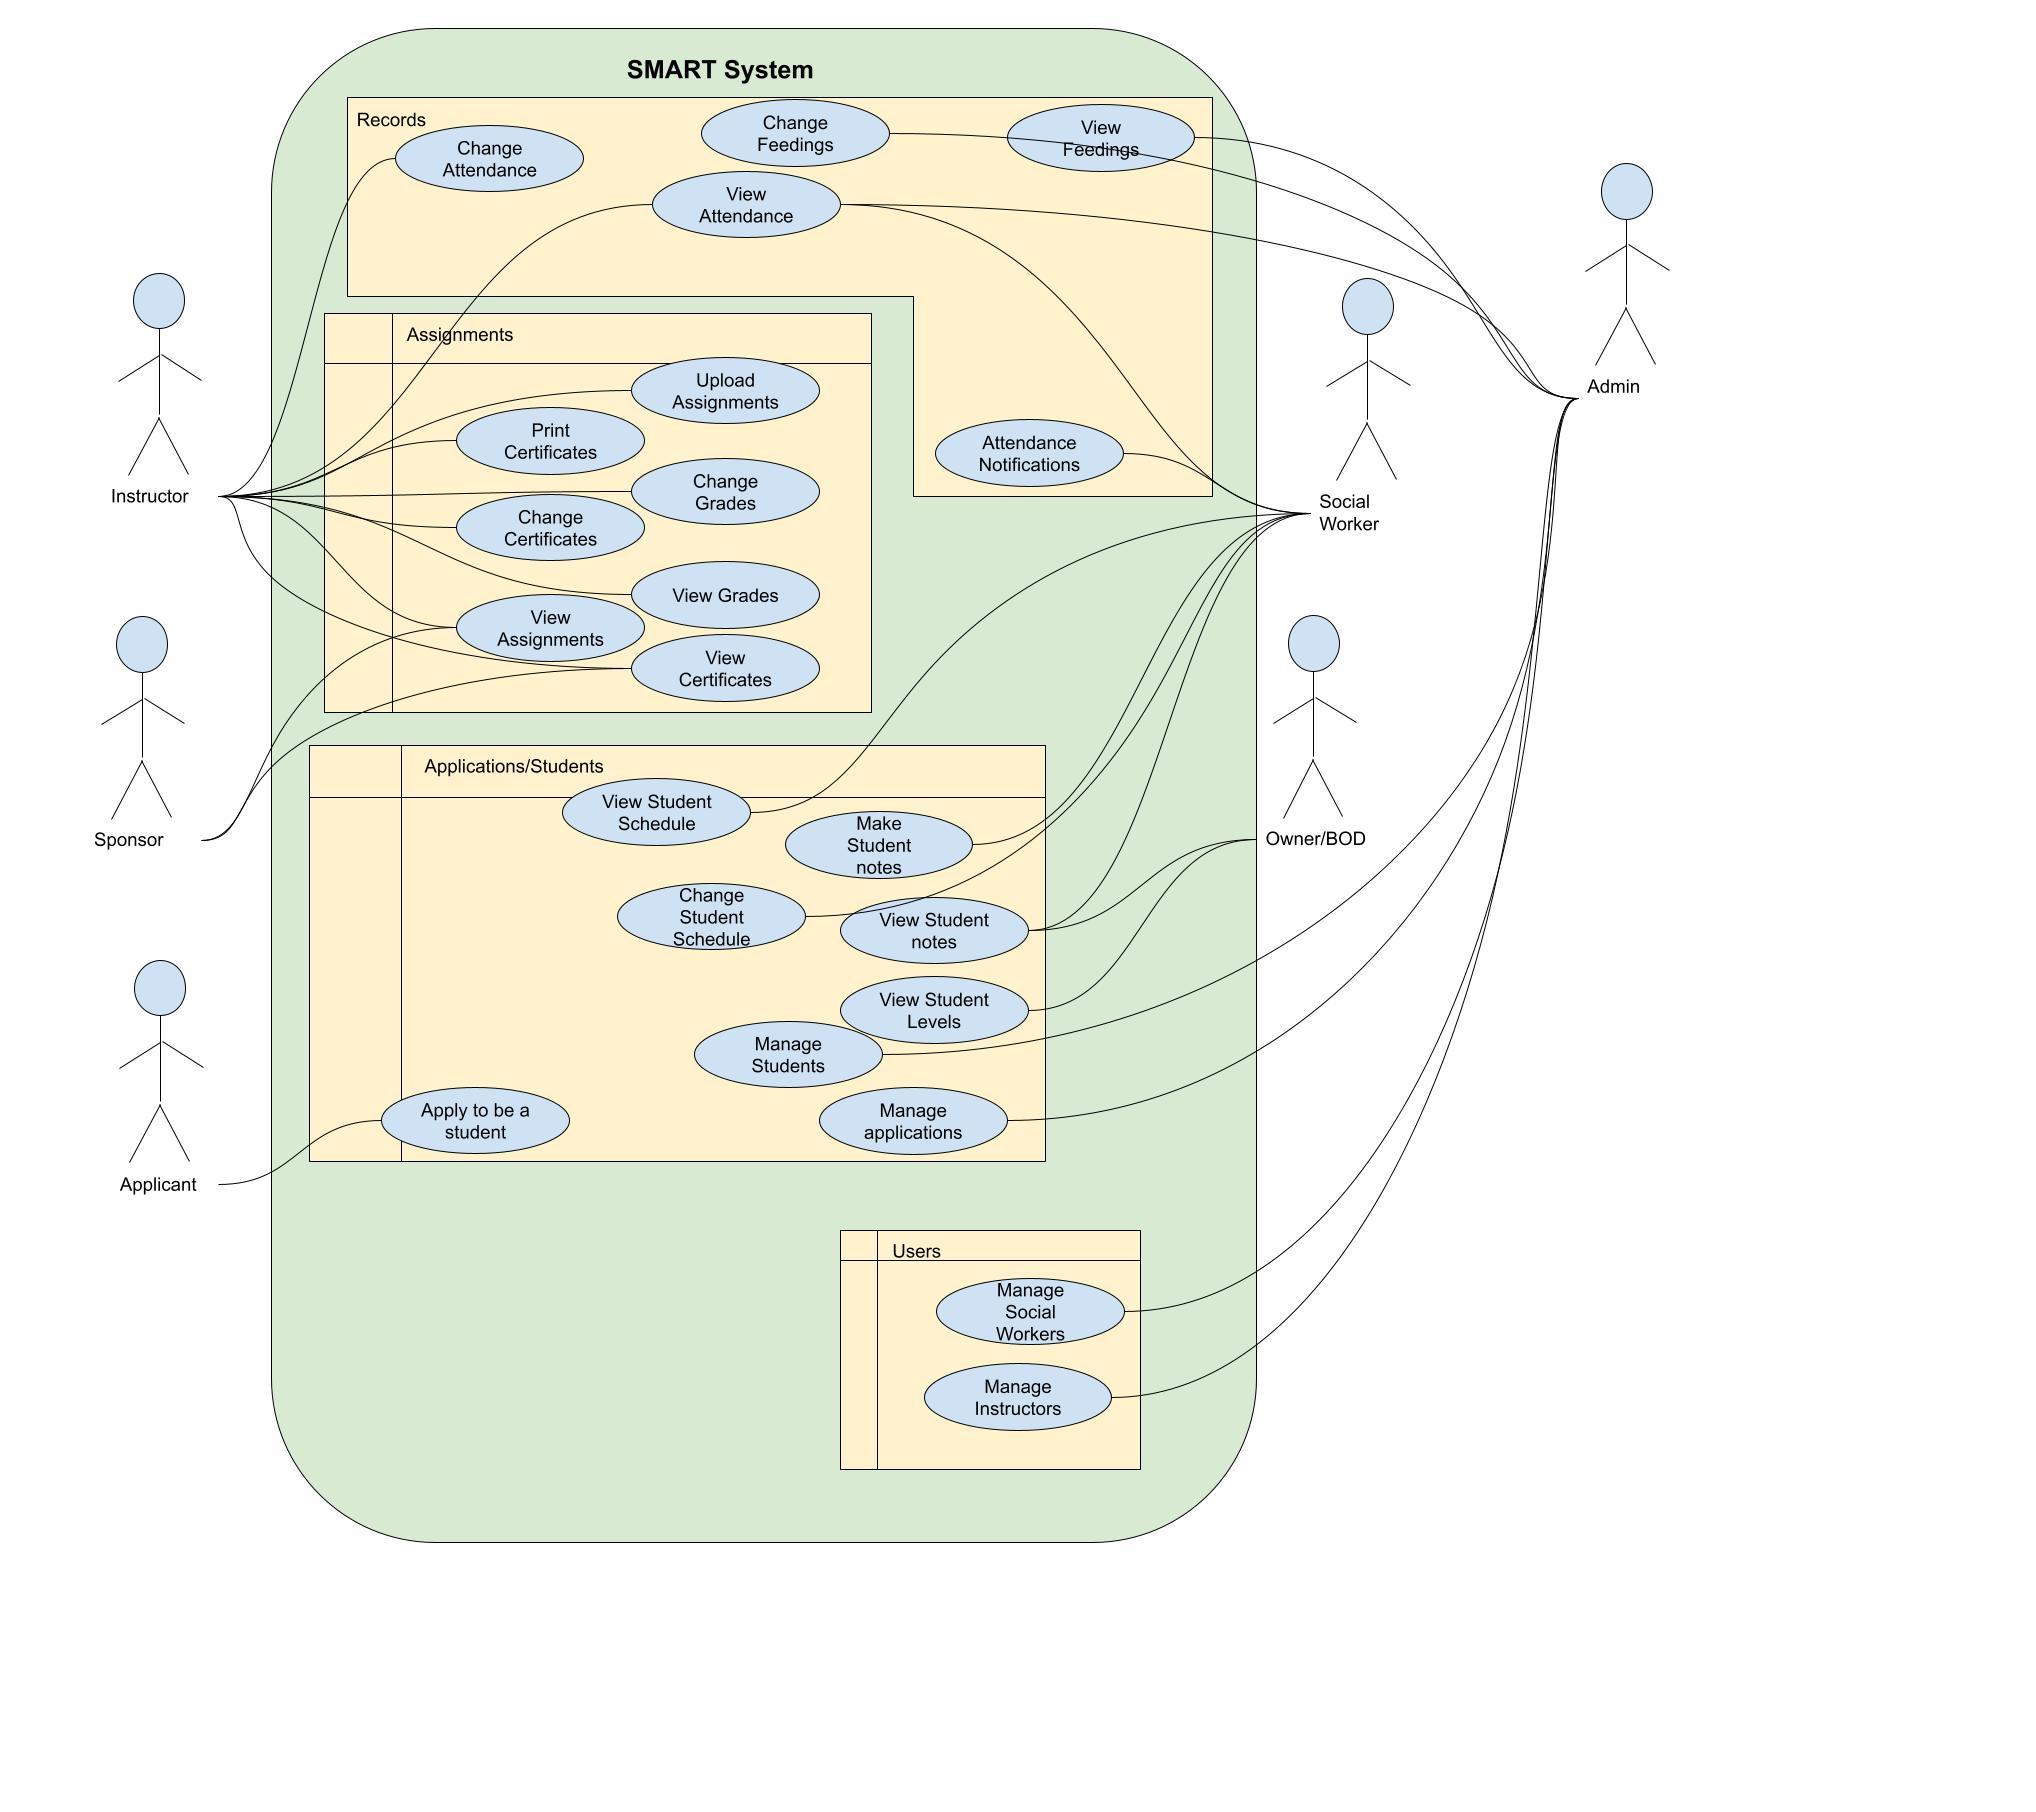 SMART System
Records
Change
Attendance
Change
Feedings
View
Feedings
View
Attendance
Attendance
Notifications
Assignments
Upload
Assignments
Print
Certificates
Change
Grades
Change
Certificates
View Grades
View
Assignments
View
Certificates
Applications/Students
View Student
Schedule
Make
Student
notes
Change
Student
Schedule
View Student
notes
View Student
Levels
Manage
Students
Apply to be a
student
Manage
applications
Users
Manage
Social
Workers
Manage
Instructors
Instructor
Sponsor
Applicant
Admin
Social
Worker
Owner/BOD